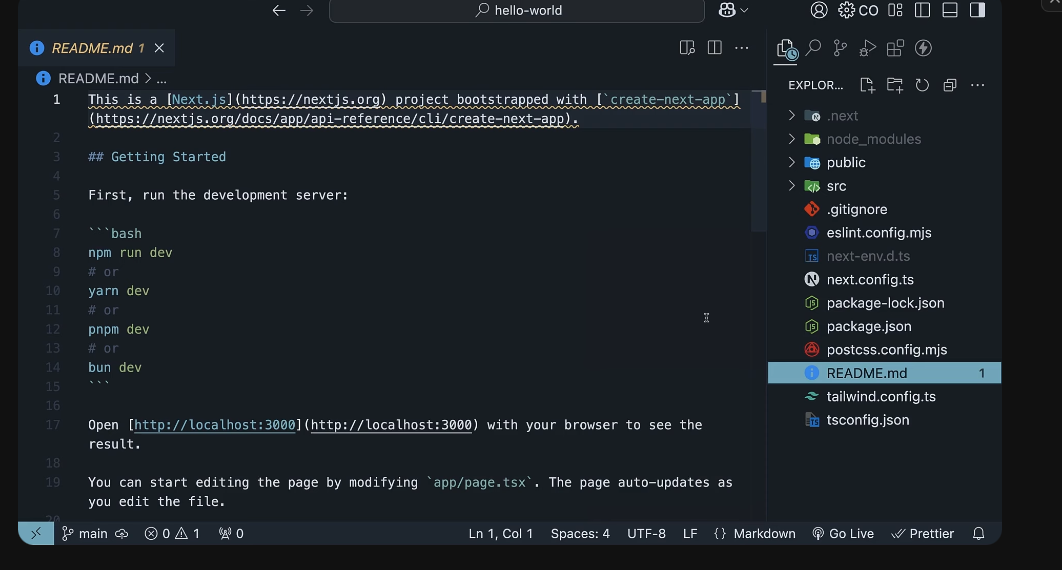 hello-world
CO
README.md 1
README.md > ...
EXPLOR...
1 This is a [Next.js](https://nextjs.org) project bootstrapped with [`create-next-app`]
(https://nextjs.org/docs/app/api-reference/cli/create-next-app).
2
3 ## Getting Started
4
5 First, run the development server:
6
7 ```bash
8 npm run dev
9 # or
10 yarn dev
11 # or
12 pnpm dev
13 # or
14 bun dev
15 ```
16
17 Open [http://localhost:3000](http://localhost:3000) with your browser to see the
result.
18
19 You can start editing the page by modifying `app/page.tsx`. The page auto-updates as
you edit the file.
20
.next
node_modules
public
src
.gitignore
eslint.config.mjs
next-env.d.ts
next.config.ts
package-lock.json
package.json
postcss.config.mjs
README.md 1
tailwind.config.ts
tsconfig.json
main 0 1 0 Ln 1, Col 1 Spaces: 4 UTF-8 LF {} Markdown Go Live Prettier